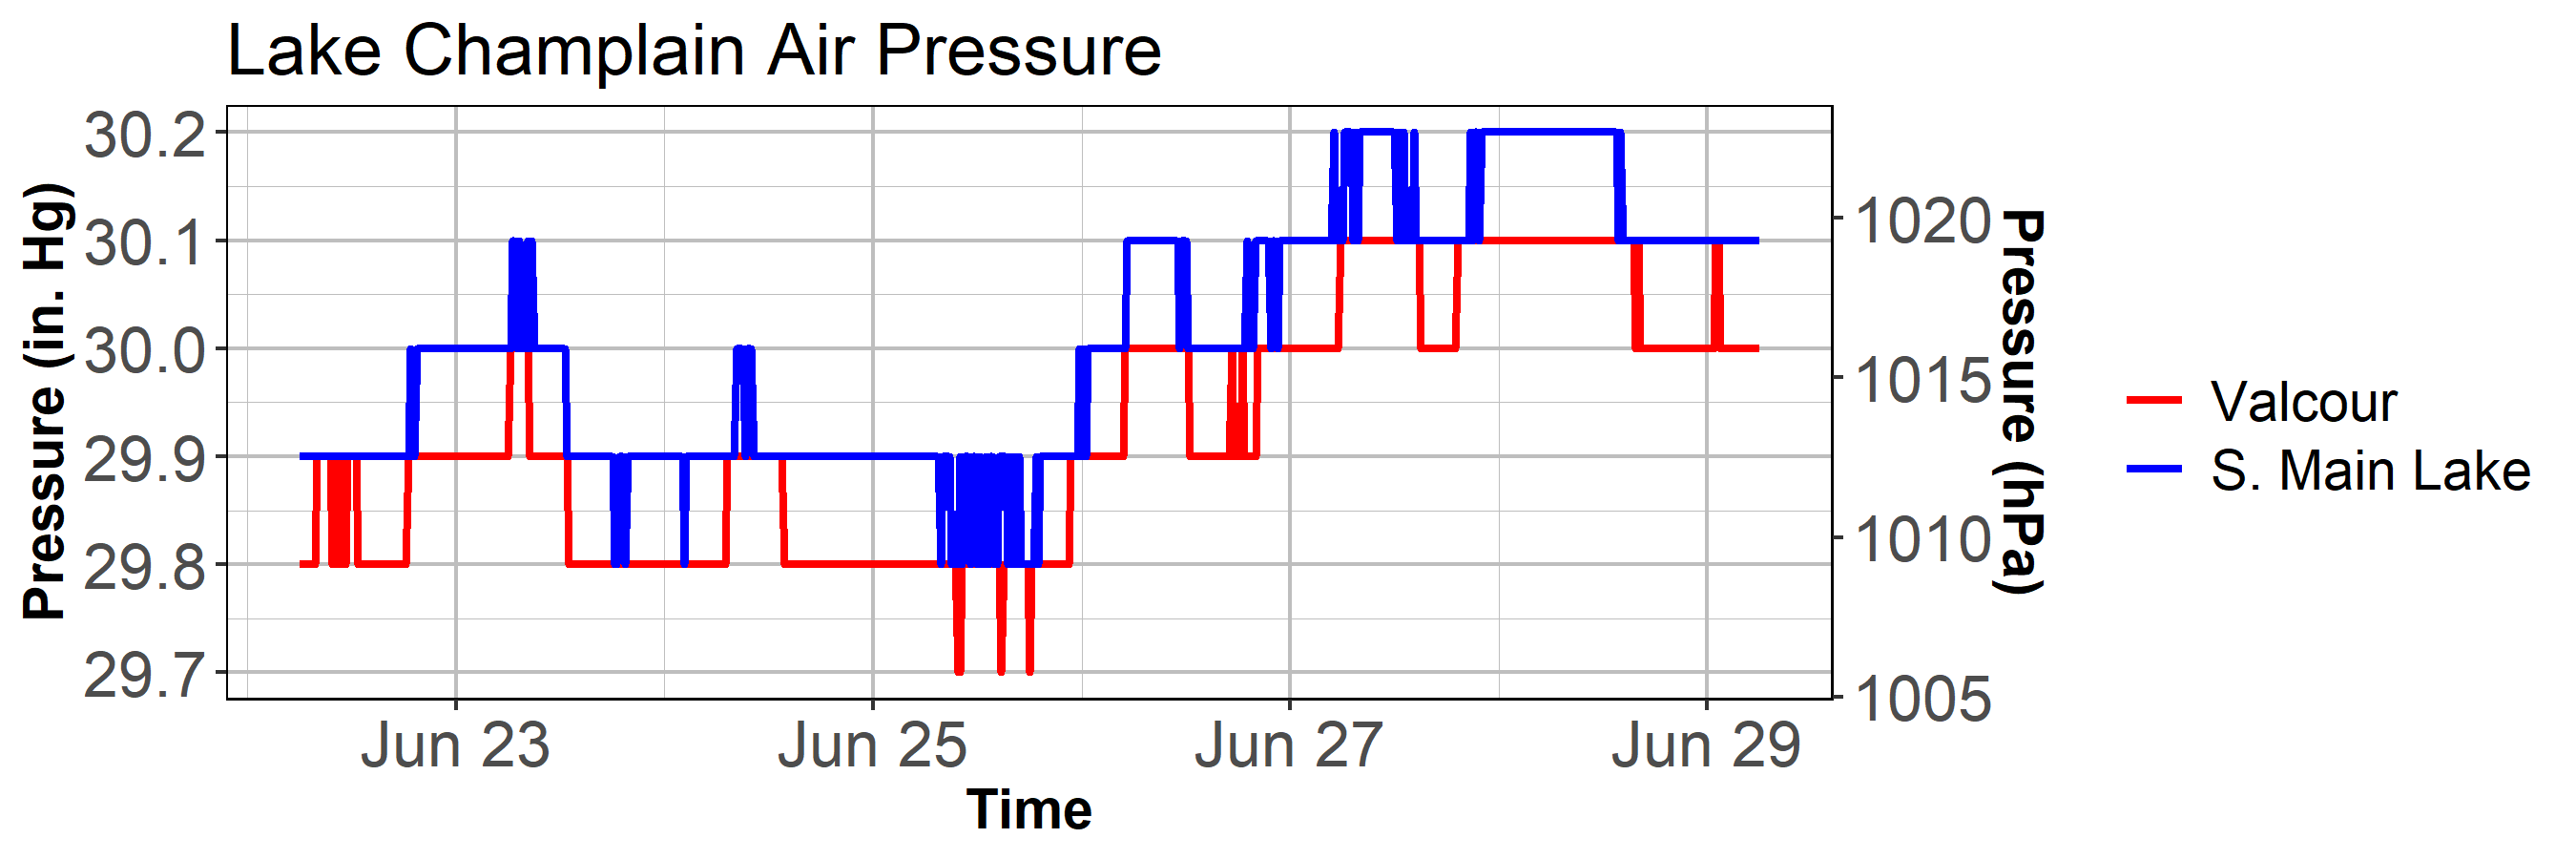 Lake Champlain Air Pressure
Pressure (in. Hg)
30.2
30.1
30.0
29.9
29.8
29.7
1020
1015
1010
1005
Pressure (hPa)
Jun 23
Jun 25
Jun 27
Jun 29
Time
Valcour
S. Main Lake